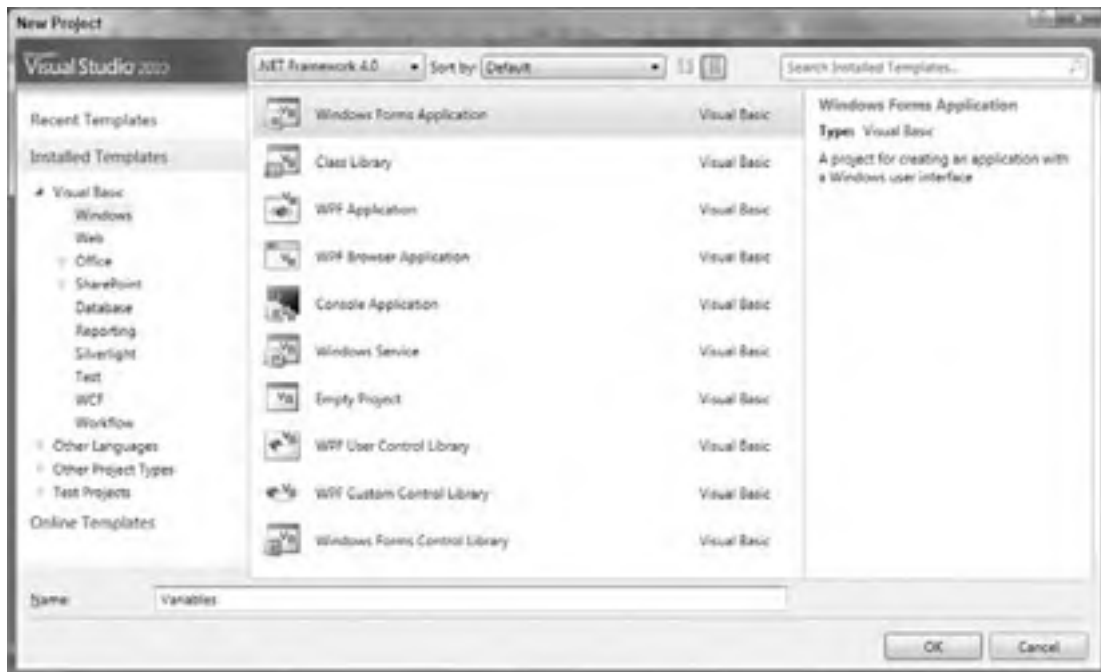 New Project
Visual Studio 2010
.NET Framework 4.0
Sort by: Default
Search Installed Templates...
Recent Templates
Installed Templates
Visual Basic
Windows
Web
Office
SharePoint
Database
Reporting
Silverlight
Test
WCF
Workflow
Other Languages
Other Project Types
Test Projects
Online Templates
Windows Forms Application Visual Basic
Class Library Visual Basic
WPF Application Visual Basic
WPF Browser Application Visual Basic
Console Application Visual Basic
Windows Service Visual Basic
Empty Project Visual Basic
WPF User Control Library Visual Basic
WPF Custom Control Library Visual Basic
Windows Forms Control Library Visual Basic
Windows Forms Application
Type: Visual Basic
A project for creating an application with
a Windows user interface
Name: Variables
OK Cancel